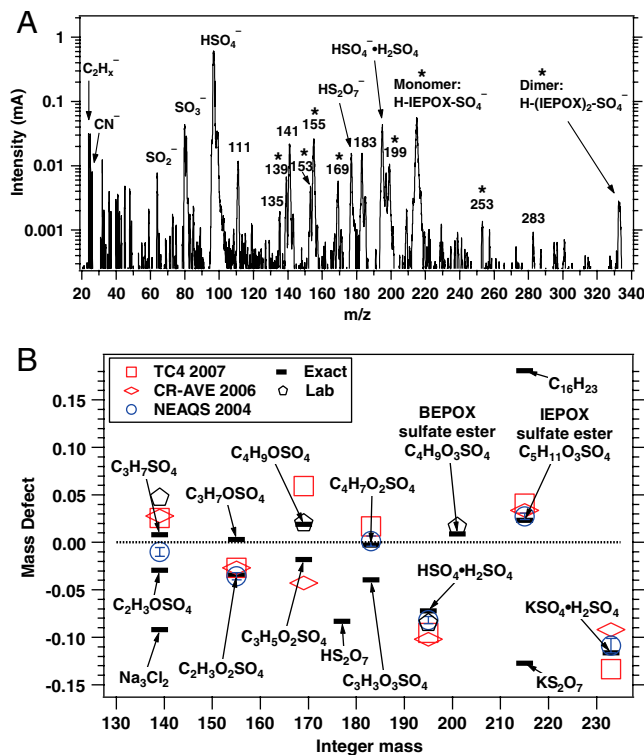 A
Intensity (mA)
1
0.1
0.01
0.001
C₂Hₓ⁻
CN⁻
SO₂⁻
SO₃⁻
HSO₄⁻
111
135
*
139
141
*
153
*
155
*
169
HS₂O₇⁻
183
HSO₄⁻•H₂SO₄
*
199
*
Monomer:
H-IEPOX-SO₄⁻
*
253
283
*
Dimer:
H-(IEPOX)₂-SO₄⁻
20 40 60 80 100 120 140 160 180 200 220 240 260 280 300 320 340
m/z
B
Mass Defect
0.15
0.10
0.05
0.00
-0.05
-0.10
-0.15
TC4 2007
CR-AVE 2006
NEAQS 2004
Exact
Lab
C₁₆H₂₃
BEPOX
sulfate ester
C₄H₉O₃SO₄
IEPOX
sulfate ester
C₅H₁₁O₃SO₄
C₃H₇SO₄
C₃H₇OSO₄
C₄H₉OSO₄
C₄H₇O₂SO₄
HSO₄•H₂SO₄
KSO₄•H₂SO₄
C₂H₃OSO₄
Na₃Cl₂
C₂H₃O₂SO₄
C₃H₅O₂SO₄
HS₂O₇
C₃H₃O₃SO₄
KS₂O₇
130 140 150 160 170 180 190 200 210 220 230
Integer mass